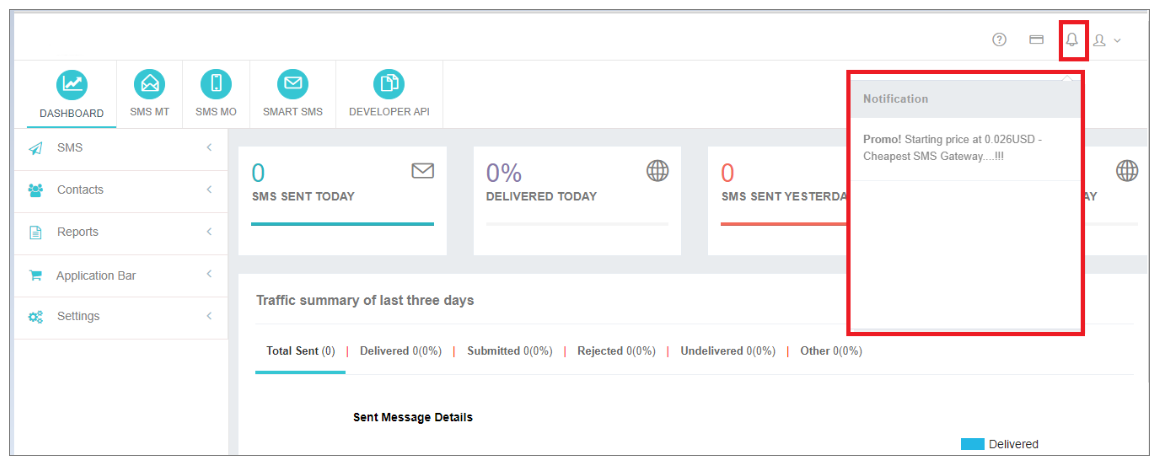 DASHBOARD
SMS MT
SMS MO
SMART SMS
DEVELOPER API
Notification
Promo! Starting price at 0.026USD -
Cheapest SMS Gateway....!!!
SMS
Contacts
Reports
Application Bar
Settings
0
SMS SENT TODAY
0%
DELIVERED TODAY
0
SMS SENT YESTERDA
AY
Traffic summary of last three days
Total Sent (0) | Delivered 0(0%) | Submitted 0(0%) | Rejected 0(0%) | Undelivered 0(0%) | Other 0(0%)
Sent Message Details
Delivered